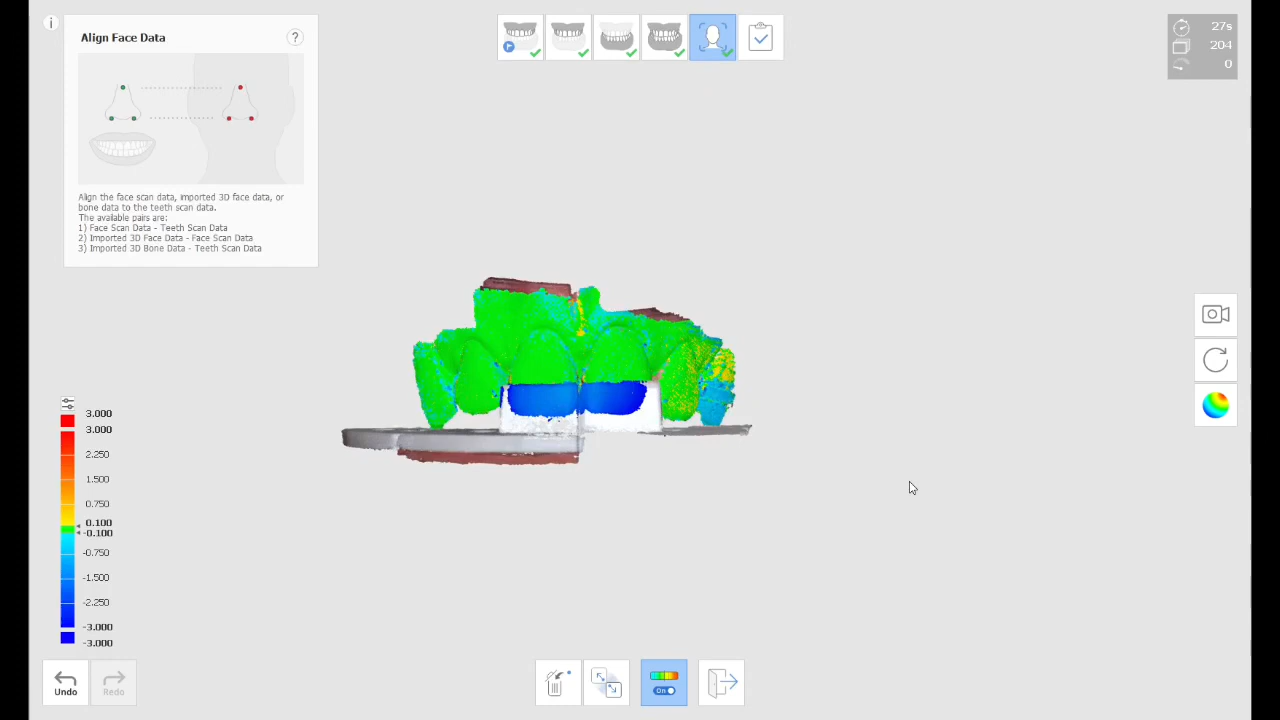 Align Face Data
?
Align the face scan data, imported 3D face data, or
bone data to the teeth scan data.
The available pairs are:
1) Face Scan Data - Teeth Scan Data
2) Imported 3D Face Data - Face Scan Data
3) Imported 3D Bone Data - Teeth Scan Data
27s
204
0
3.000
3.000
2.250
1.500
0.750
0.100
-0.100
-0.750
-1.500
-2.250
-3.000
-3.000
Undo
Redo
On